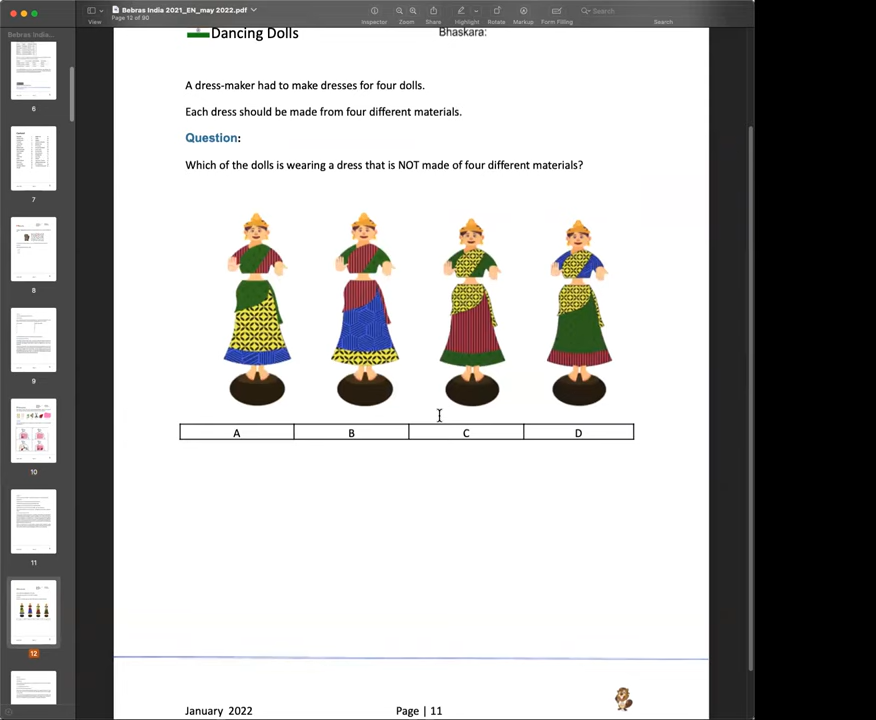 Bebras India 2021_EN_may 2022.pdf
Page 12 of 90
View
Inspector
Zoom
Share
Highlight
Rotate
Markup
Form Filling
Search
Search
Bebras India 2021_EN_...
6
7
8
9
10
11
12
Dancing Dolls
Bhaskara:
A dress-maker had to make dresses for four dolls.
Each dress should be made from four different materials.
Question:
Which of the dolls is wearing a dress that is NOT made of four different materials?
A B C D
January 2022 Page | 11